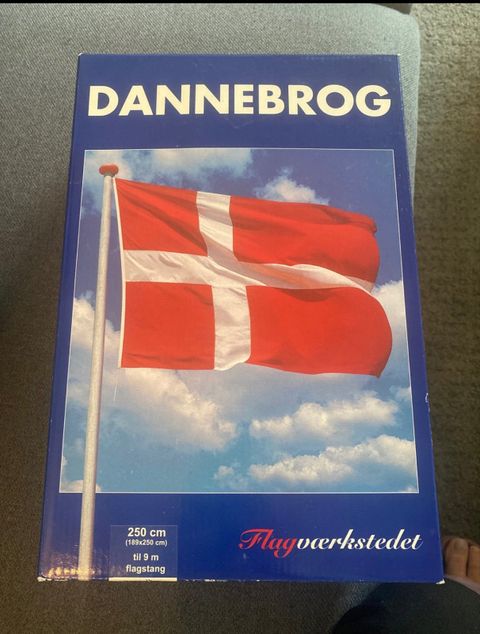 DANNEBROG
250 cm
(189x250 cm)
til 9 m
flagstang
Flagværkstedet